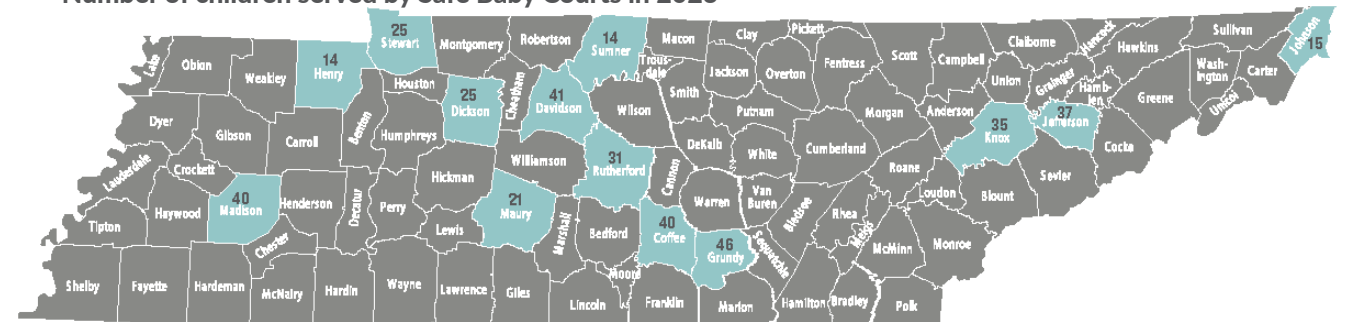 Number of children served by Safe Baby Courts in
Lake
Obion
Weakley
14
Henry
25
Stewart
Montgomery
Robertson
14
Sumner
Macon
Trous-
dale
Clay
Pickett
Jackson
Overton
Fentress
Scott
Campbell
Claiborne
Hancock
Hawkins
Sullivan
Johnson
15
Carter
Wash-
ington
Unicoi
Greene
Hamb-
len
Grainger
Union
Anderson
Morgan
Putnam
Smith
Wilson
41
Davidson
Cheatham
25
Dickson
Houston
Humphreys
Benton
Carroll
Gibson
Dyer
Lauderdale
Crockett
Haywood
Tipton
40
Madison
Henderson
Chester
Decatur
Perry
Hickman
Lewis
Williamson
21
Maury
Marshall
31
Rutherford
Bedford
Cannon
DeKalb
White
Cumberland
Warren
Van
Buren
Bledsoe
Rhea
Meigs
Roane
Loudon
35
Knox
37
Jefferson
Cocke
Sevier
Blount
Monroe
McMinn
40
Coffee
46
Grundy
Sequatchie
Moore
Shelby
Fayette
Hardeman
McNairy
Hardin
Wayne
Lawrence
Giles
Lincoln
Franklin
Marion
Hamilton
Bradley
Polk